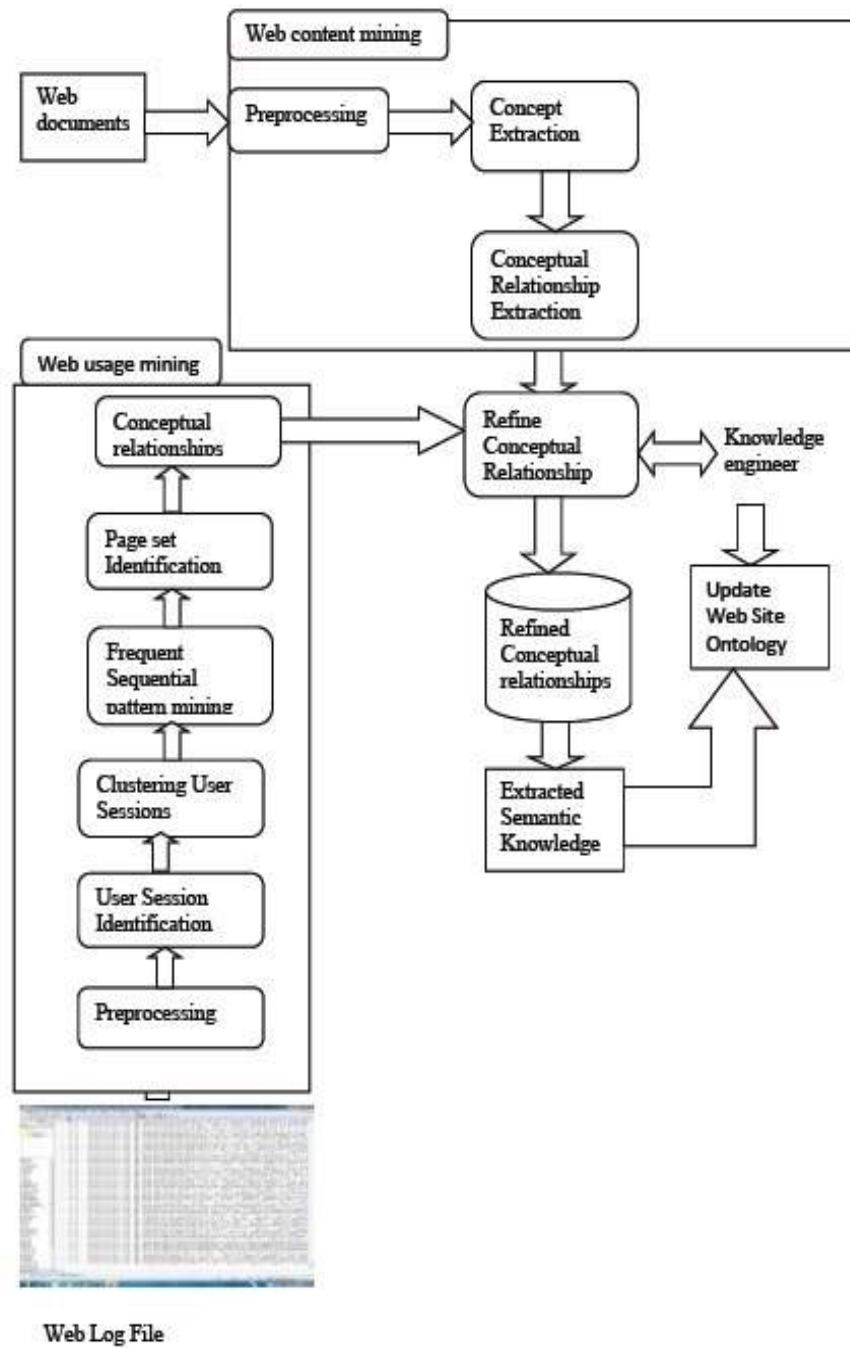 Web content mining
Web
documents
Preprocessing
Concept
Extraction
Conceptual
Relationship
Extraction
Web usage mining
Conceptual
relationships
Refine
Conceptual
Relationship
Knowledge
engineer
Page set
Identification
Update
Web Site
Ontology
Refined
Conceptual
relationships
Frequent
Sequential
pattern mining
Clustering User
Sessions
Extracted
Semantic
Knowledge
User Session
Identification
Preprocessing
Web Log File